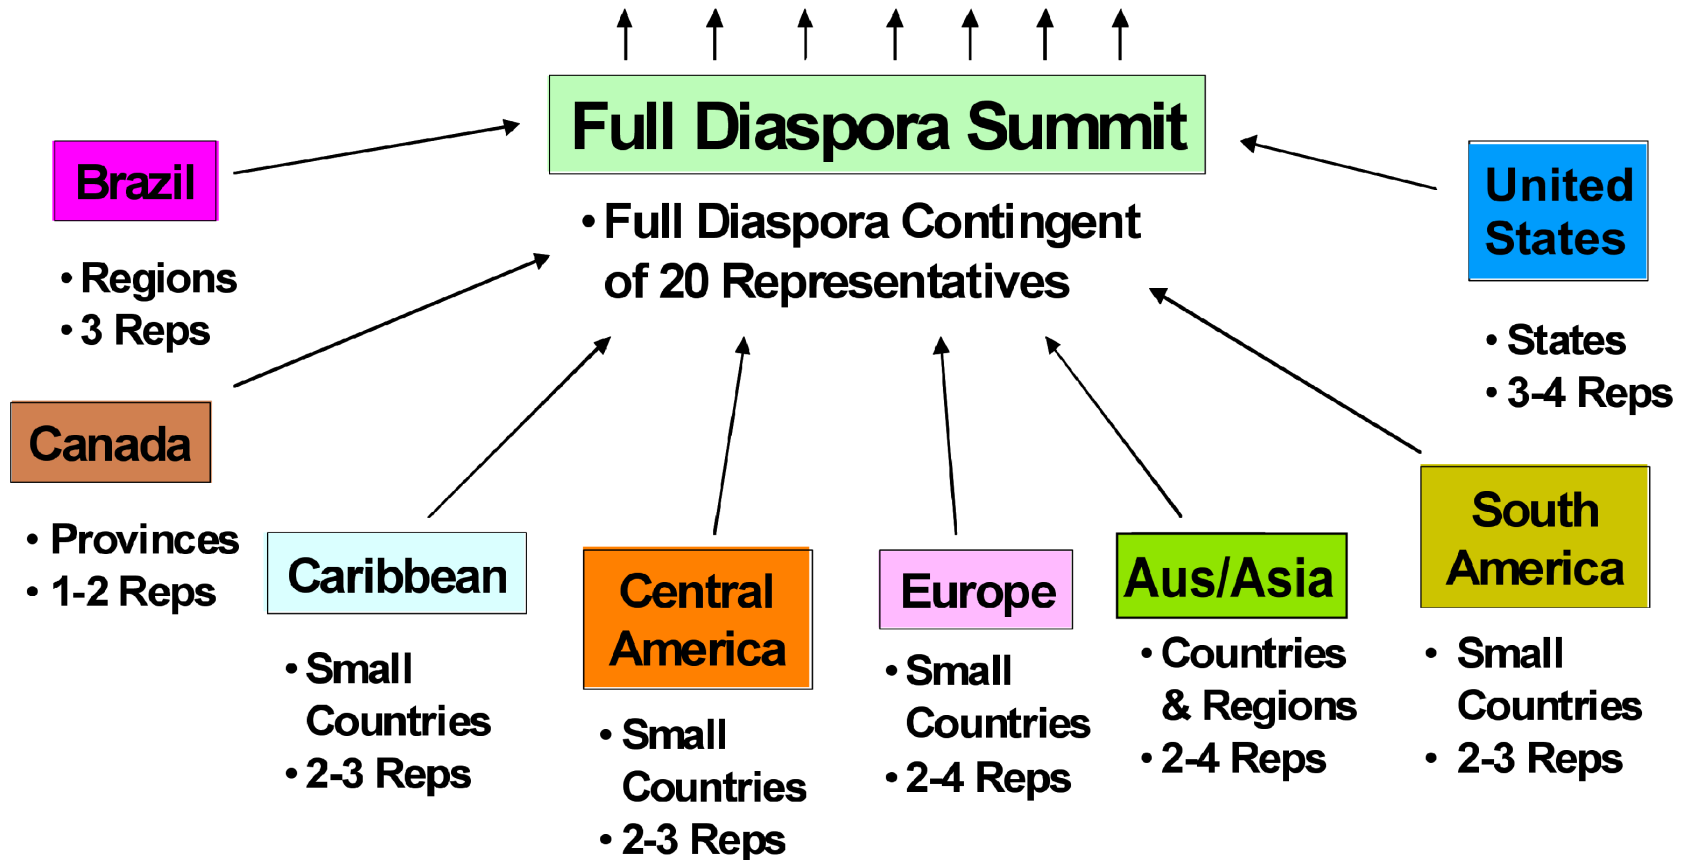 Full Diaspora Summit
• Full Diaspora Contingent
of 20 Representatives
Brazil
• Regions
• 3 Reps
United
States
• States
• 3-4 Reps
Canada
• Provinces
• 1-2 Reps
Caribbean
• Small
Countries
• 2-3 Reps
Central
America
• Small
Countries
• 2-3 Reps
Europe
• Small
Countries
• 2-4 Reps
Aus/Asia
• Countries
& Regions
• 2-4 Reps
South
America
• Small
Countries
• 2-3 Reps